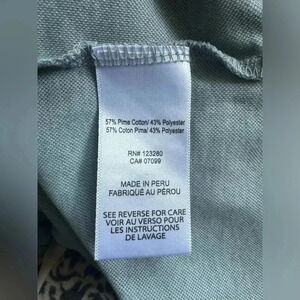 57% Pima Cotton/ 43% Polyester
57% Coton Pima/ 43% Polyester
RN# 123280
CA# 07099
MADE IN PERU
FABRIQUÉ AU PÉROU
SEE REVERSE FOR CARE
VOIR AU VERSO POUR
LES INSTRUCTIONS
DE LAVAGE